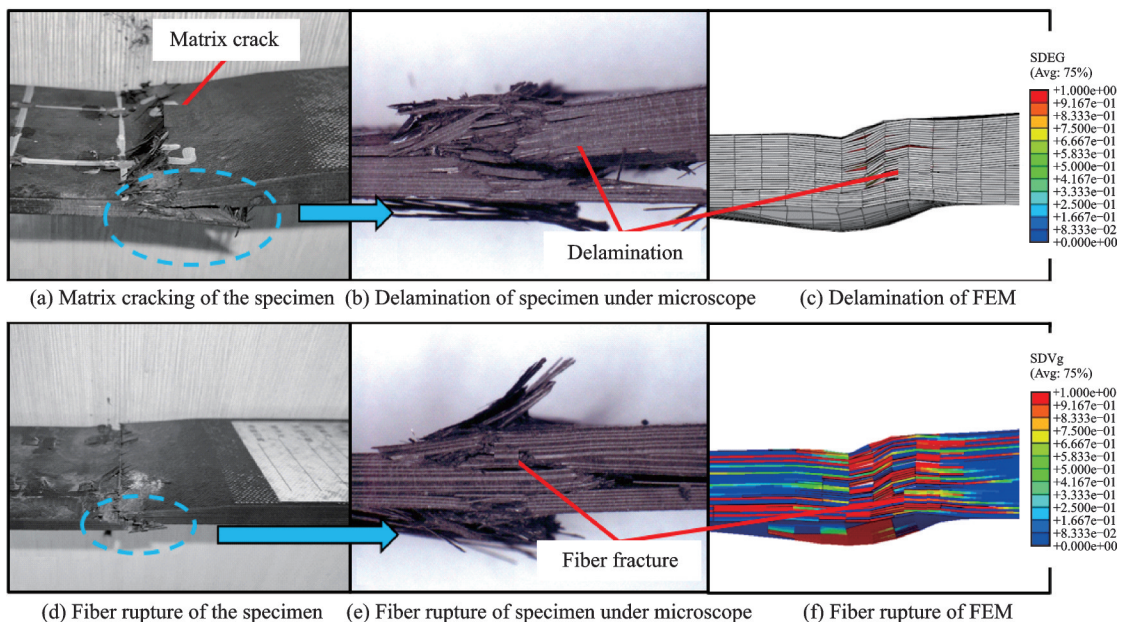 Matrix crack
Delamination
SDEG
(Avg: 75%)
+1.000e+00
+9.167e-01
+8.333e-01
+7.500e-01
+6.667e-01
+5.833e-01
+5.000e-01
+4.167e-01
+3.333e-01
+2.500e-01
+1.667e-01
+8.333e-02
+0.000e+00
(a) Matrix cracking of the specimen
(b) Delamination of specimen under microscope
(c) Delamination of FEM
Fiber fracture
SDVg
(Avg: 75%)
+1.000e+00
+9.167e-01
+8.333e-01
+7.500e-01
+6.667e-01
+5.833e-01
+5.000e-01
+4.167e-01
+3.333e-01
+2.500e-01
+1.667e-01
+8.333e-02
+0.000e+00
(d) Fiber rupture of the specimen
(e) Fiber rupture of specimen under microscope
(f) Fiber rupture of FEM